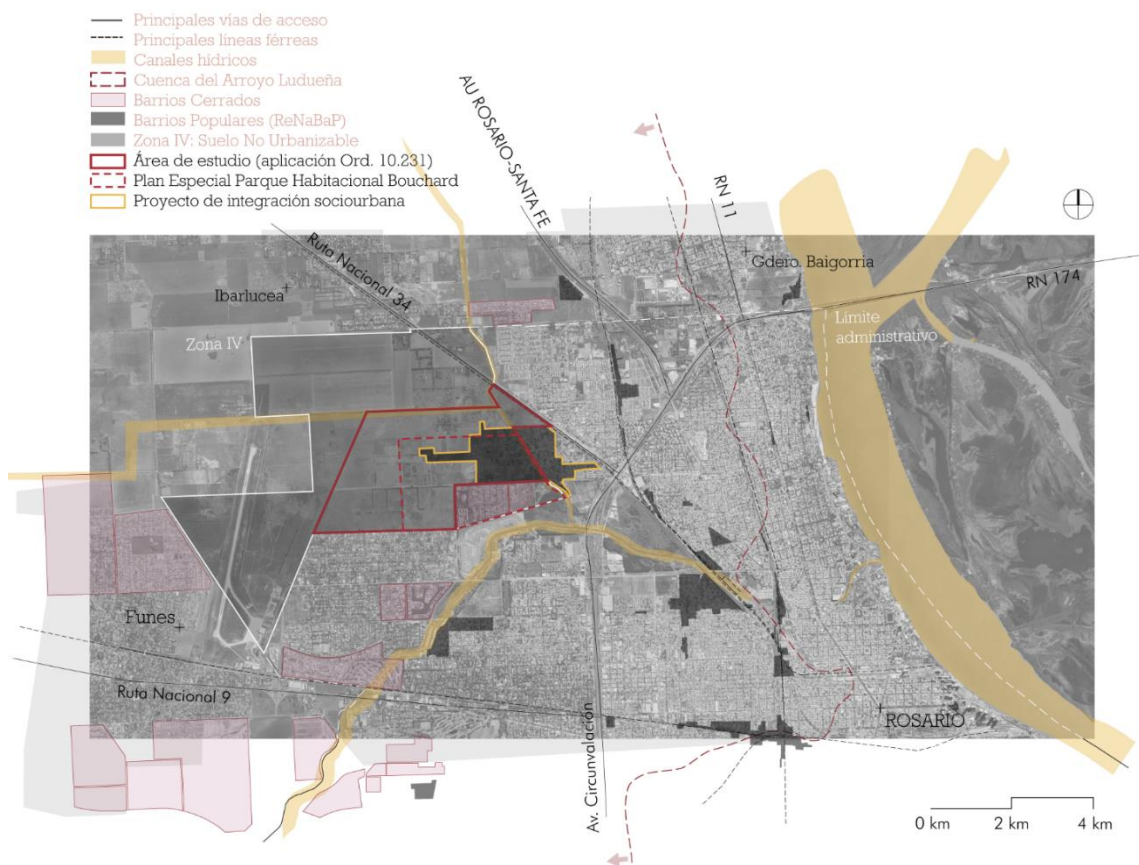 Principales vías de acceso
Principales líneas férreas
Canales hídricos
Cuenca del Arroyo Ludueña
Barrios Cerrados
Barrios Populares (ReNaBaP)
Zona IV: Suelo No Urbanizable
Área de estudio (aplicación Ord. 10.231)
Plan Especial Parque Habitacional Bouchard
Proyecto de integración sociourbana
AU ROSARIO-SANTA FE
RN 11
Ruta Nacional 34
Gdero. Baigorria
RN 174
Ibarlucea
Límite
administrativo
Zona IV
Funes
Ruta Nacional 9
ROSARIO
Av. Circunvalación
0 km 2 km 4 km